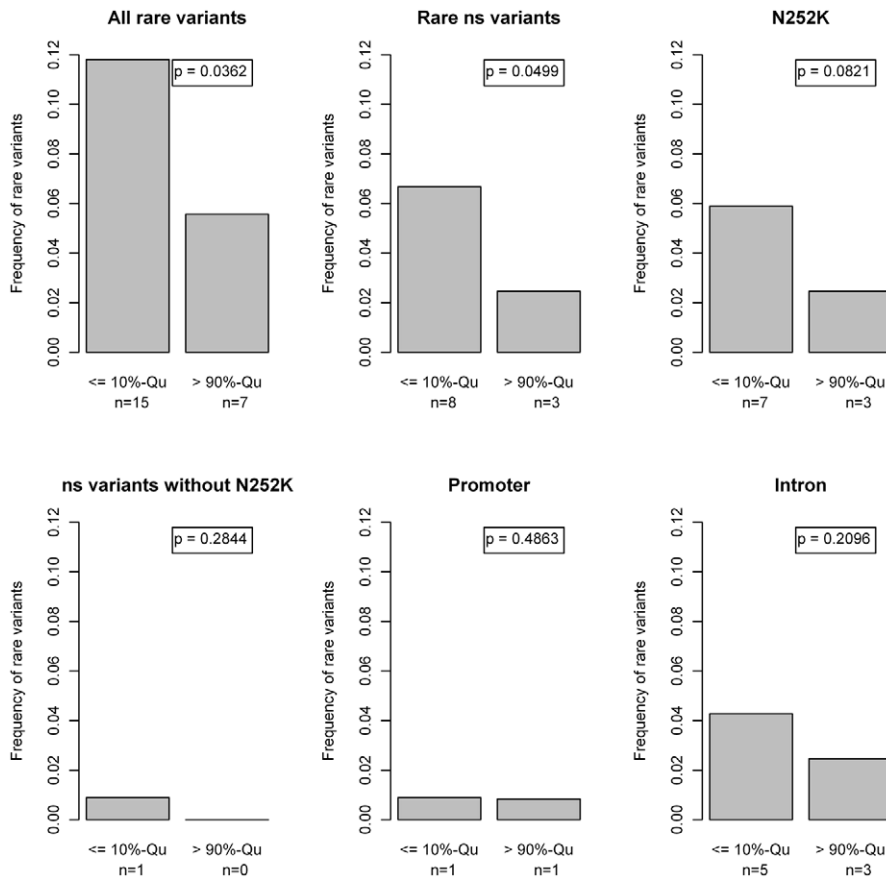 All rare variants
p = 0.0362
Frequency of rare variants
0.00 0.02 0.04 0.06 0.08 0.10 0.12
<= 10%-Qu > 90%-Qu
n=15 n=7
Rare ns variants
p = 0.0499
Frequency of rare variants
0.00 0.02 0.04 0.06 0.08 0.10 0.12
<= 10%-Qu > 90%-Qu
n=8 n=3
N252K
p = 0.0821
Frequency of rare variants
0.00 0.02 0.04 0.06 0.08 0.10 0.12
<= 10%-Qu > 90%-Qu
n=7 n=3
ns variants without N252K
p = 0.2844
Frequency of rare variants
0.00 0.02 0.04 0.06 0.08 0.10 0.12
<= 10%-Qu > 90%-Qu
n=1 n=0
Promoter
p = 0.4863
Frequency of rare variants
0.00 0.02 0.04 0.06 0.08 0.10 0.12
<= 10%-Qu > 90%-Qu
n=1 n=1
Intron
p = 0.2096
Frequency of rare variants
0.00 0.02 0.04 0.06 0.08 0.10 0.12
<= 10%-Qu > 90%-Qu
n=5 n=3